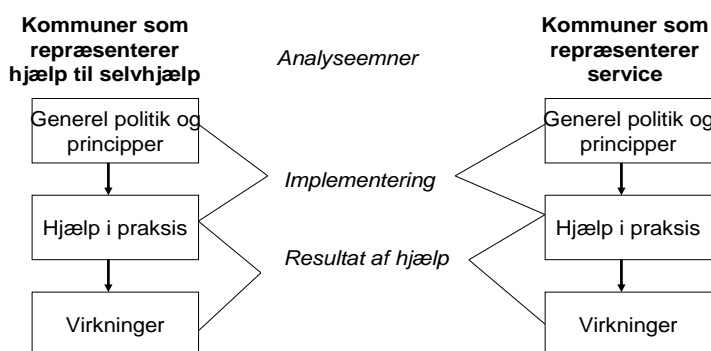 Kommuner som
repræsenterer
hjælp til selvhjælp
Analyseemner
Kommuner som
repræsenterer
service
Generel politik og
principper
Generel politik og
principper
Implementering
Hjælp i praksis
Hjælp i praksis
Resultat af hjælp
Virkninger
Virkninger